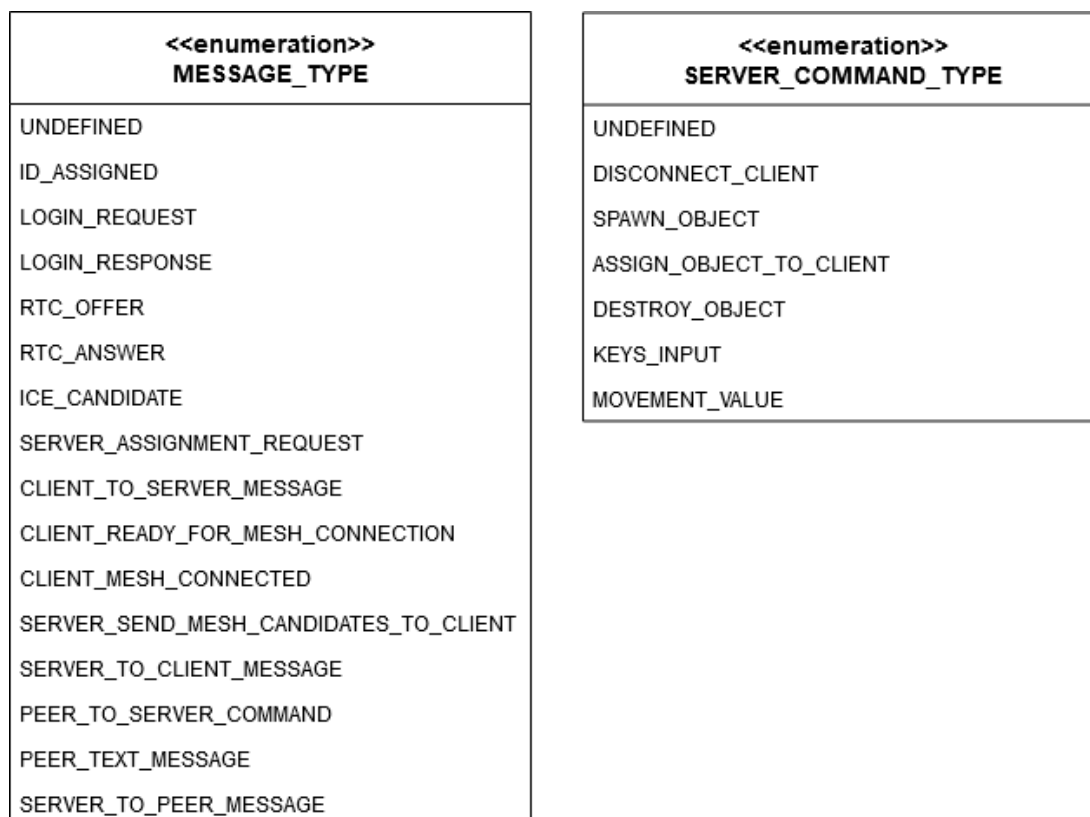 <<enumeration>>
MESSAGE_TYPE
UNDEFINED
ID_ASSIGNED
LOGIN_REQUEST
LOGIN_RESPONSE
RTC_OFFER
RTC_ANSWER
ICE_CANDIDATE
SERVER_ASSIGNMENT_REQUEST
CLIENT_TO_SERVER_MESSAGE
CLIENT_READY_FOR_MESH_CONNECTION
CLIENT_MESH_CONNECTED
SERVER_SEND_MESH_CANDIDATES_TO_CLIENT
SERVER_TO_CLIENT_MESSAGE
PEER_TO_SERVER_COMMAND
PEER_TEXT_MESSAGE
SERVER_TO_PEER_MESSAGE
<<enumeration>>
SERVER_COMMAND_TYPE
UNDEFINED
DISCONNECT_CLIENT
SPAWN_OBJECT
ASSIGN_OBJECT_TO_CLIENT
DESTROY_OBJECT
KEYS_INPUT
MOVEMENT_VALUE